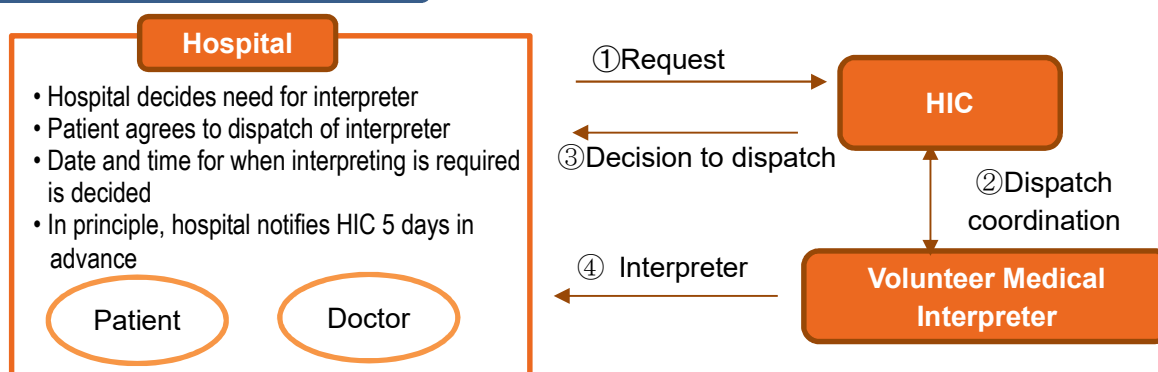 Hospital
• Hospital decides need for interpreter
• Patient agrees to dispatch of interpreter
• Date and time for when interpreting is required
is decided
• In principle, hospital notifies HIC 5 days in
advance
Patient
Doctor
①Request
③Decision to dispatch
④ Interpreter
HIC
②Dispatch
coordination
Volunteer Medical
Interpreter